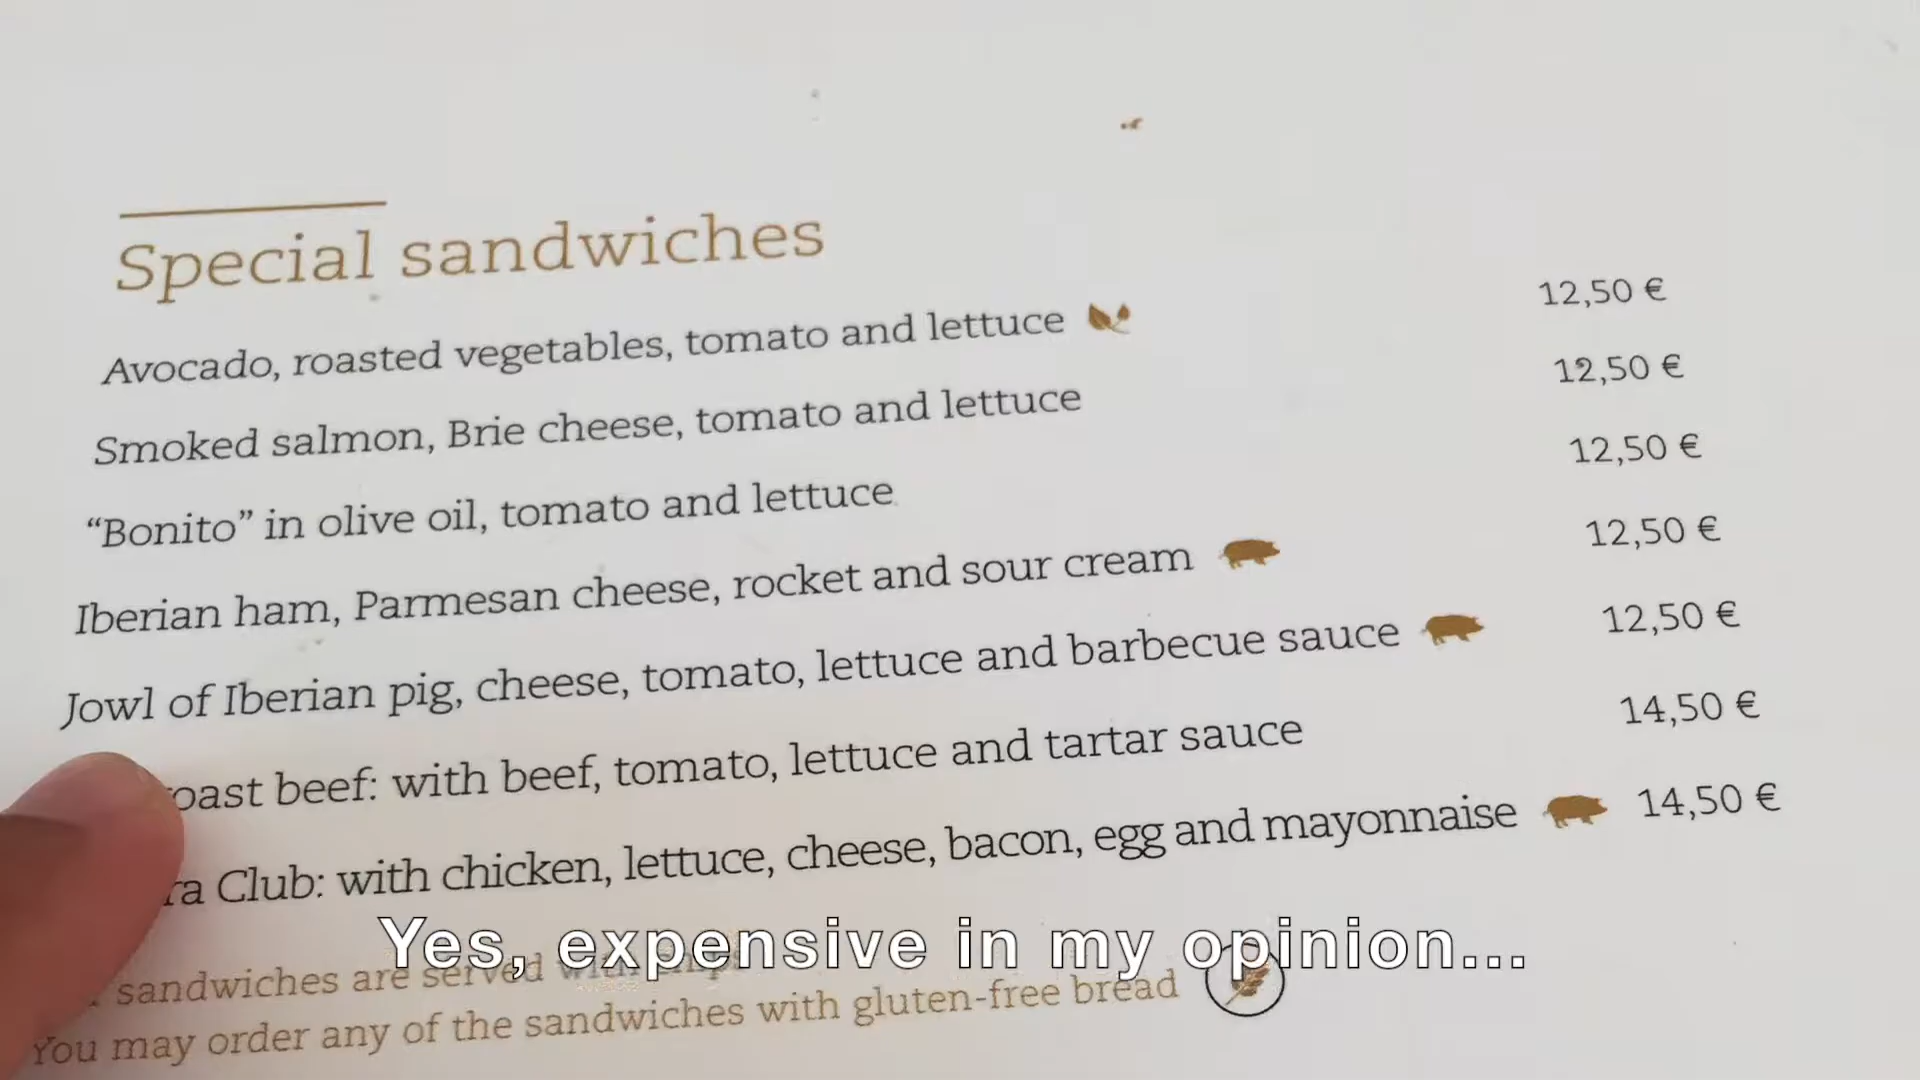 Special sandwiches
Avocado, roasted vegetables, tomato and lettuce 12,50 €
Smoked salmon, Brie cheese, tomato and lettuce 12,50 €
“Bonito” in olive oil, tomato and lettuce 12,50 €
Iberian ham, Parmesan cheese, rocket and sour cream 12,50 €
Jowl of Iberian pig, cheese, tomato, lettuce and barbecue sauce 12,50 €
oast beef: with beef, tomato, lettuce and tartar sauce 14,50 €
ra Club: with chicken, lettuce, cheese, bacon, egg and mayonnaise 14,50 €
Yes, expensive in my opinion...
sandwiches are served
You may order any of the sandwiches with gluten-free bread